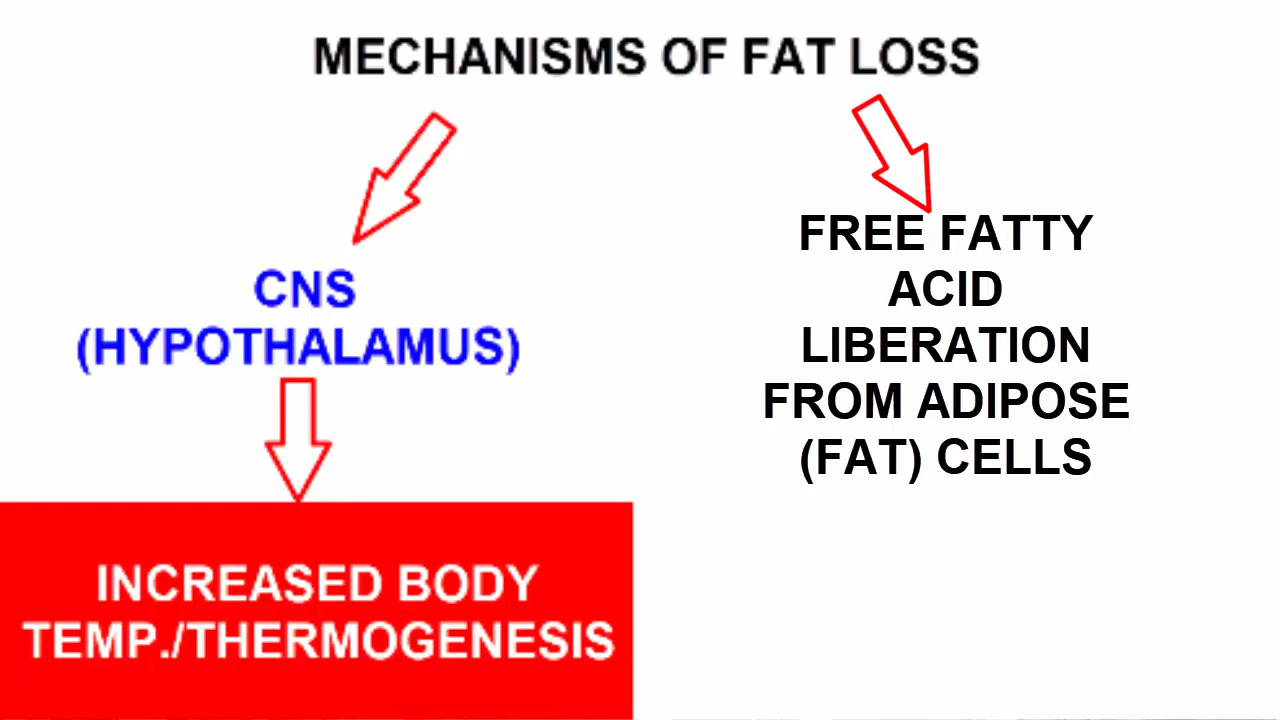 MECHANISMS OF FAT LOSS
CNS
(HYPOTHALAMUS)
INCREASED BODY
TEMP./THERMOGENESIS
FREE FATTY
ACID
LIBERATION
FROM ADIPOSE
(FAT) CELLS